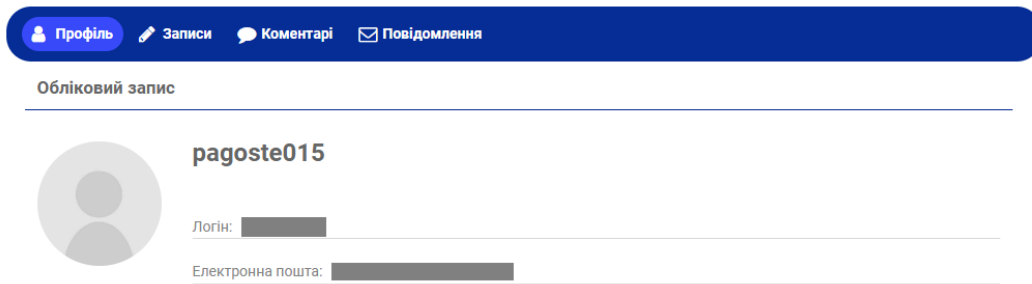 Профіль Записи Коментарі Повідомлення
Обліковий запис
pagoste015
Логін:
Електронна пошта: